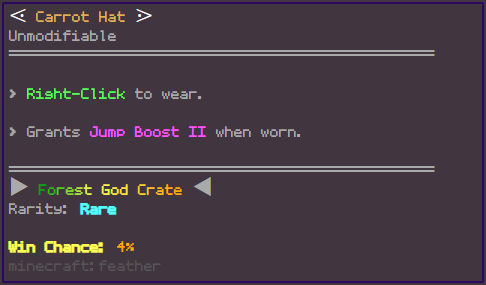 ⋖ Carrot Hat ⋗
Unmodifiable
> Risht-Click to wear.
> Grants Jump Boost II when worn.
▶ Forest God Crate ◀
Rarity: Rare
Win Chance: 4%
minecraft:feather